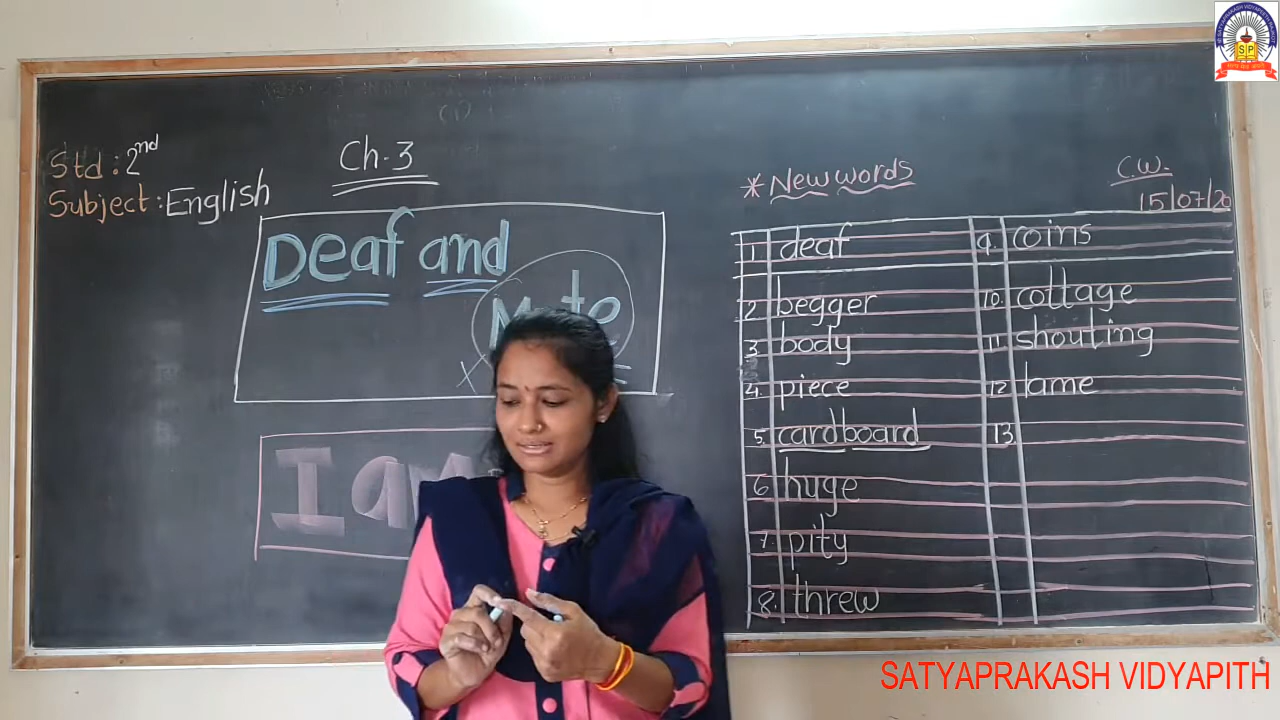 Std : 2nd
Subject : English
Ch. 3
Deaf and
I am
* New words
C.W.
15/07/20
1. deaf
2. begger
3. body
4. piece
5. cardboard
6. huge
7. pity
8. threw
9. coins
10. cottage
11. shouting
12. lame
13
SP
SATYAPRAKASH VIDYAPITH